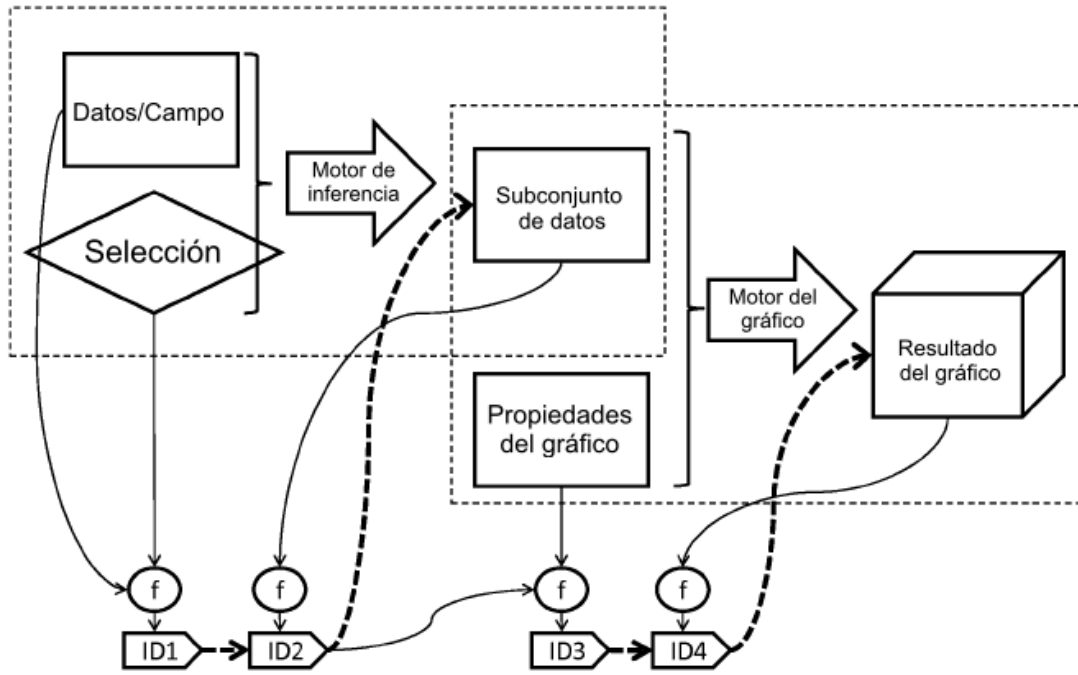 Datos/Campo
Selección
Motor de
inferencia
Subconjunto
de datos
Propiedades
del gráfico
Motor del
gráfico
Resultado
del gráfico
f
f
f
f
ID1
ID2
ID3
ID4